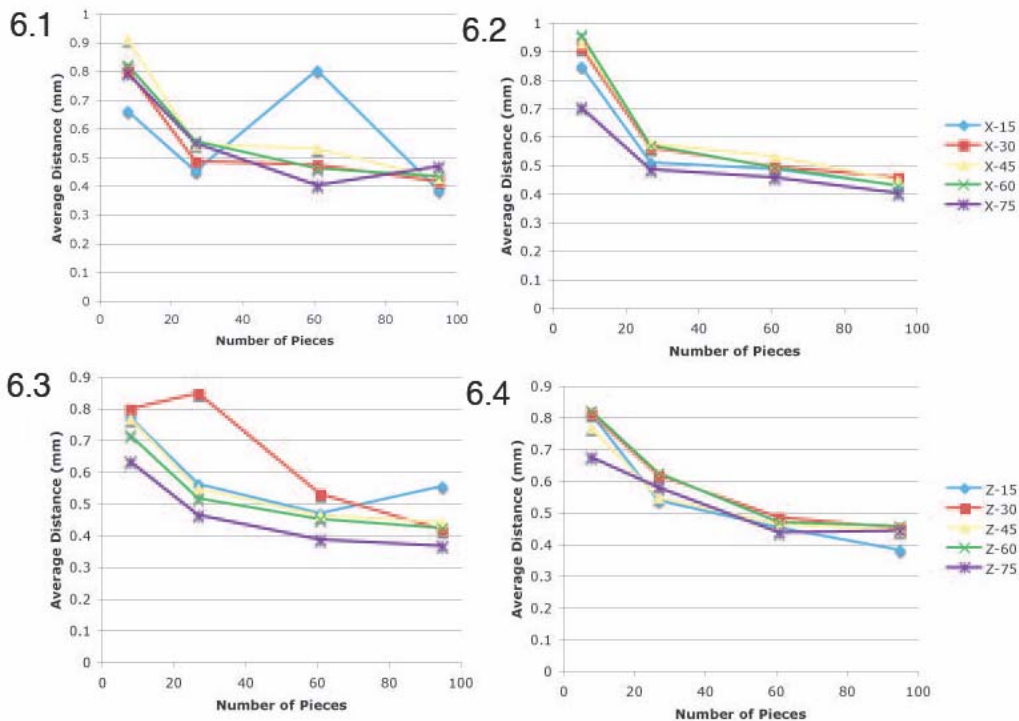 6.1
1
0.9
0.8
0.7
0.6
0.5
0.4
0.3
0.2
0.1
0
Average Distance (mm)
0 20 40 60 80 100
Number of Pieces
6.2
1
0.9
0.8
0.7
0.6
0.5
0.4
0.3
0.2
0.1
0
Average Distance (mm)
0 20 40 60 80 100
Number of Pieces
X-15
X-30
X-45
X-60
X-75
6.3
0.9
0.8
0.7
0.6
0.5
0.4
0.3
0.2
0.1
0
Average Distance (mm)
0 20 40 60 80 100
Number of Pieces
6.4
0.9
0.8
0.7
0.6
0.5
0.4
0.3
0.2
0.1
0
Average Distance (mm)
0 20 40 60 80 100
Number of Pieces
Z-15
Z-30
Z-45
Z-60
Z-75